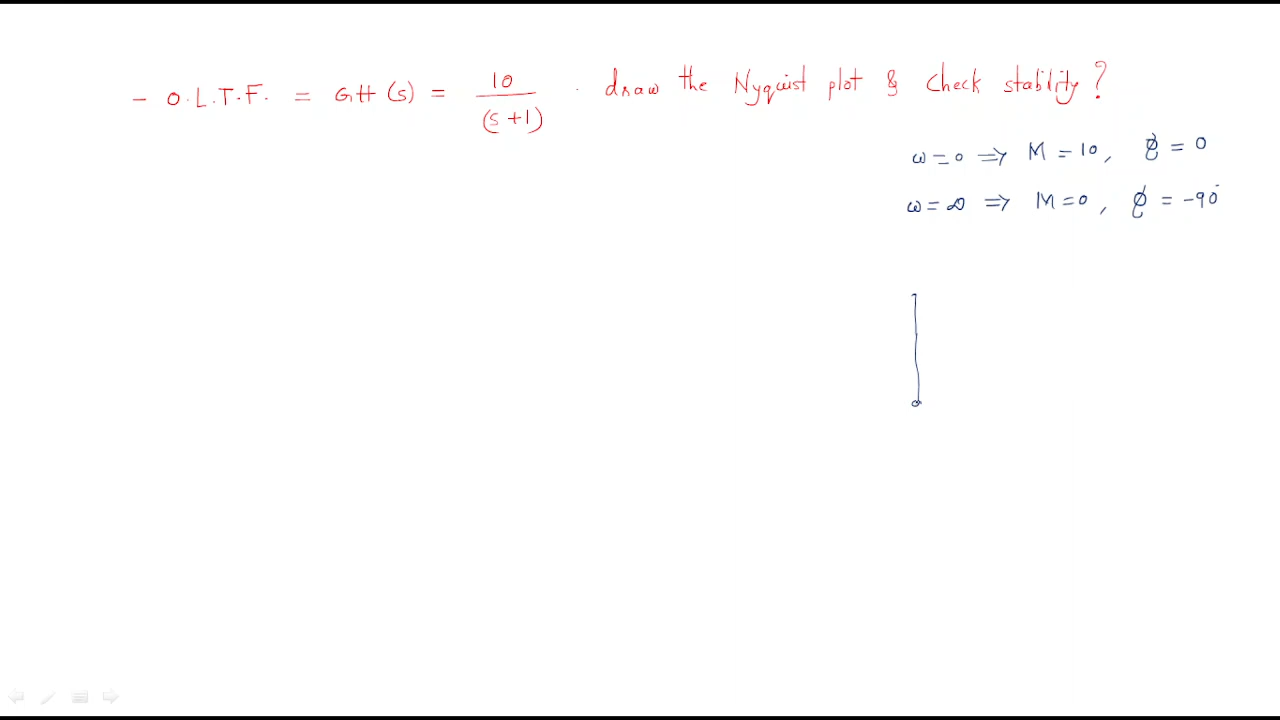 - O.L.T.F. = GH(s) = 10/(s+1) . draw the Nyquist plot & Check stability?
ω=0 ⇒ M=10, ϕ = 0
ω=∞ ⇒ M=0, ϕ = -90°